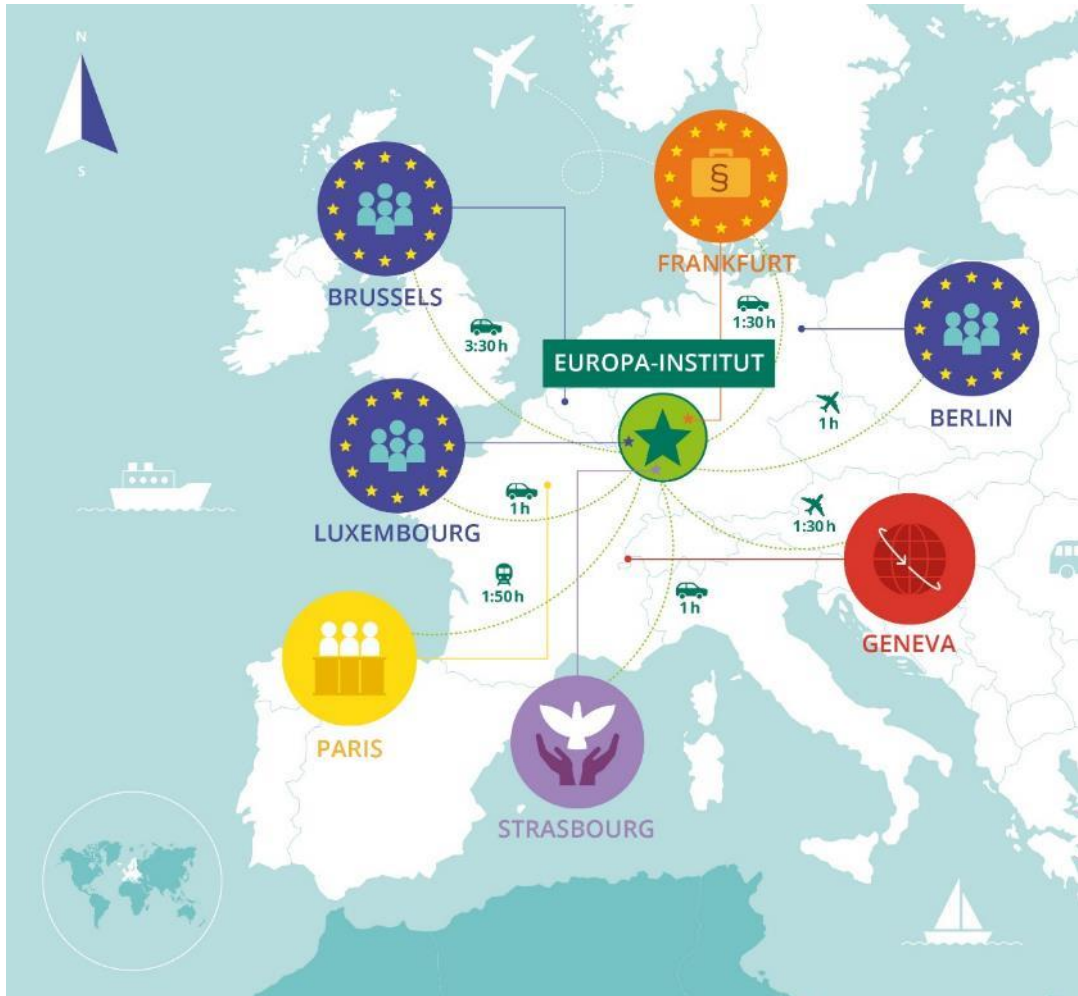 N
S
BRUSSELS
3:30 h
FRANKFURT
§
1:30 h
EUROPA-INSTITUT
BERLIN
1 h
LUXEMBOURG
1 h
1:30 h
GENEVA
1:50 h
1 h
PARIS
STRASBOURG